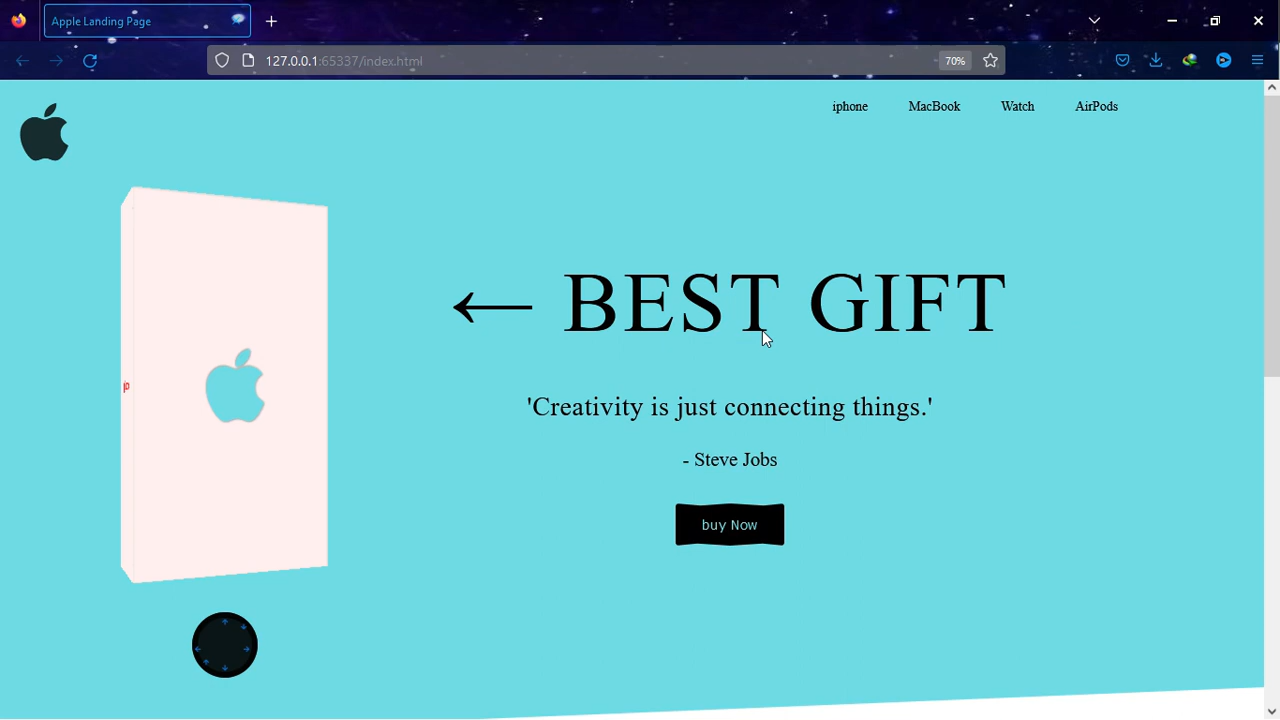 Apple Landing Page
127.0.0.1:65337/index.html
70%
iphone MacBook Watch AirPods
← BEST GIFT
'Creativity is just connecting things.'
- Steve Jobs
buy Now